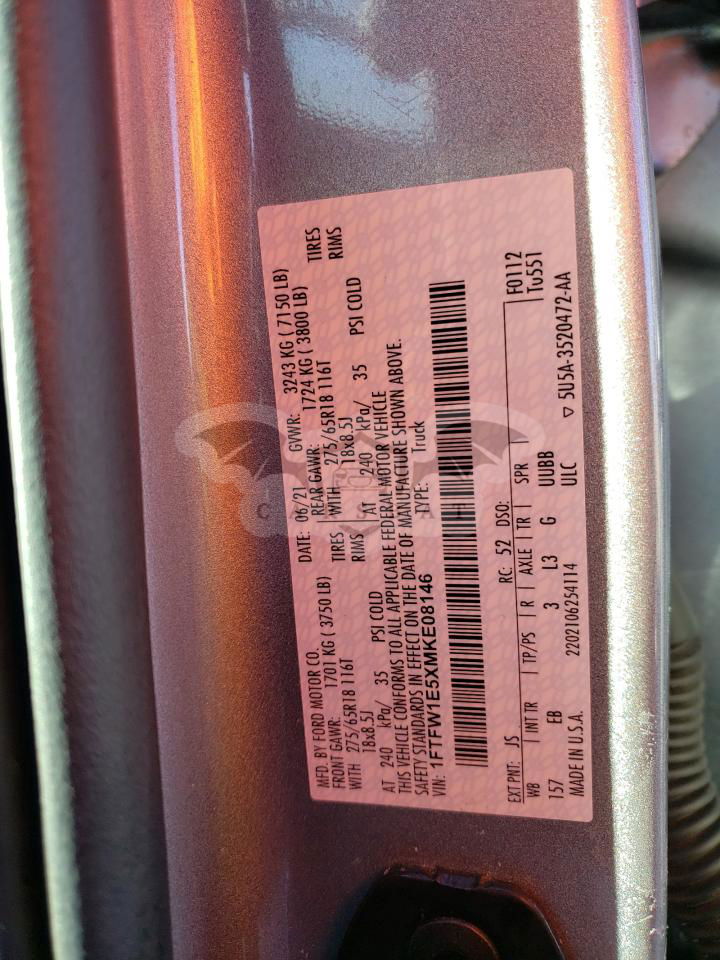 MFD. BY FORD MOTOR CO.
DATE: 06/21 GVWR: 3243 KG ( 7150 LB)
FRONT GAWR: 1701 KG ( 3750 LB)
REAR GAWR: 1724 KG ( 3800 LB)
WITH 275/65R18 116T TIRES
WITH 275/65R18 116T TIRES
18x8.5J RIMS
18x8.5J RIMS
AT 240 kPa/ 35 PSI COLD
AT 240 kPa/ 35 PSI COLD
THIS VEHICLE CONFORMS TO ALL APPLICABLE FEDERAL MOTOR VEHICLE
SAFETY STANDARDS IN EFFECT ON THE DATE OF MANUFACTURE SHOWN ABOVE.
VIN: 1FTFW1E5XMKE08146 TYPE: Truck
F0112
EXT PNT: JS RC: 52 DSO: Tu551
WB INT TR TP/PS R AXLE TR SPR
157 EB 3 L3 G UUBB
MADE IN U.S.A. 2202106254114 ULC ▽ 5U5A-3520472-AA